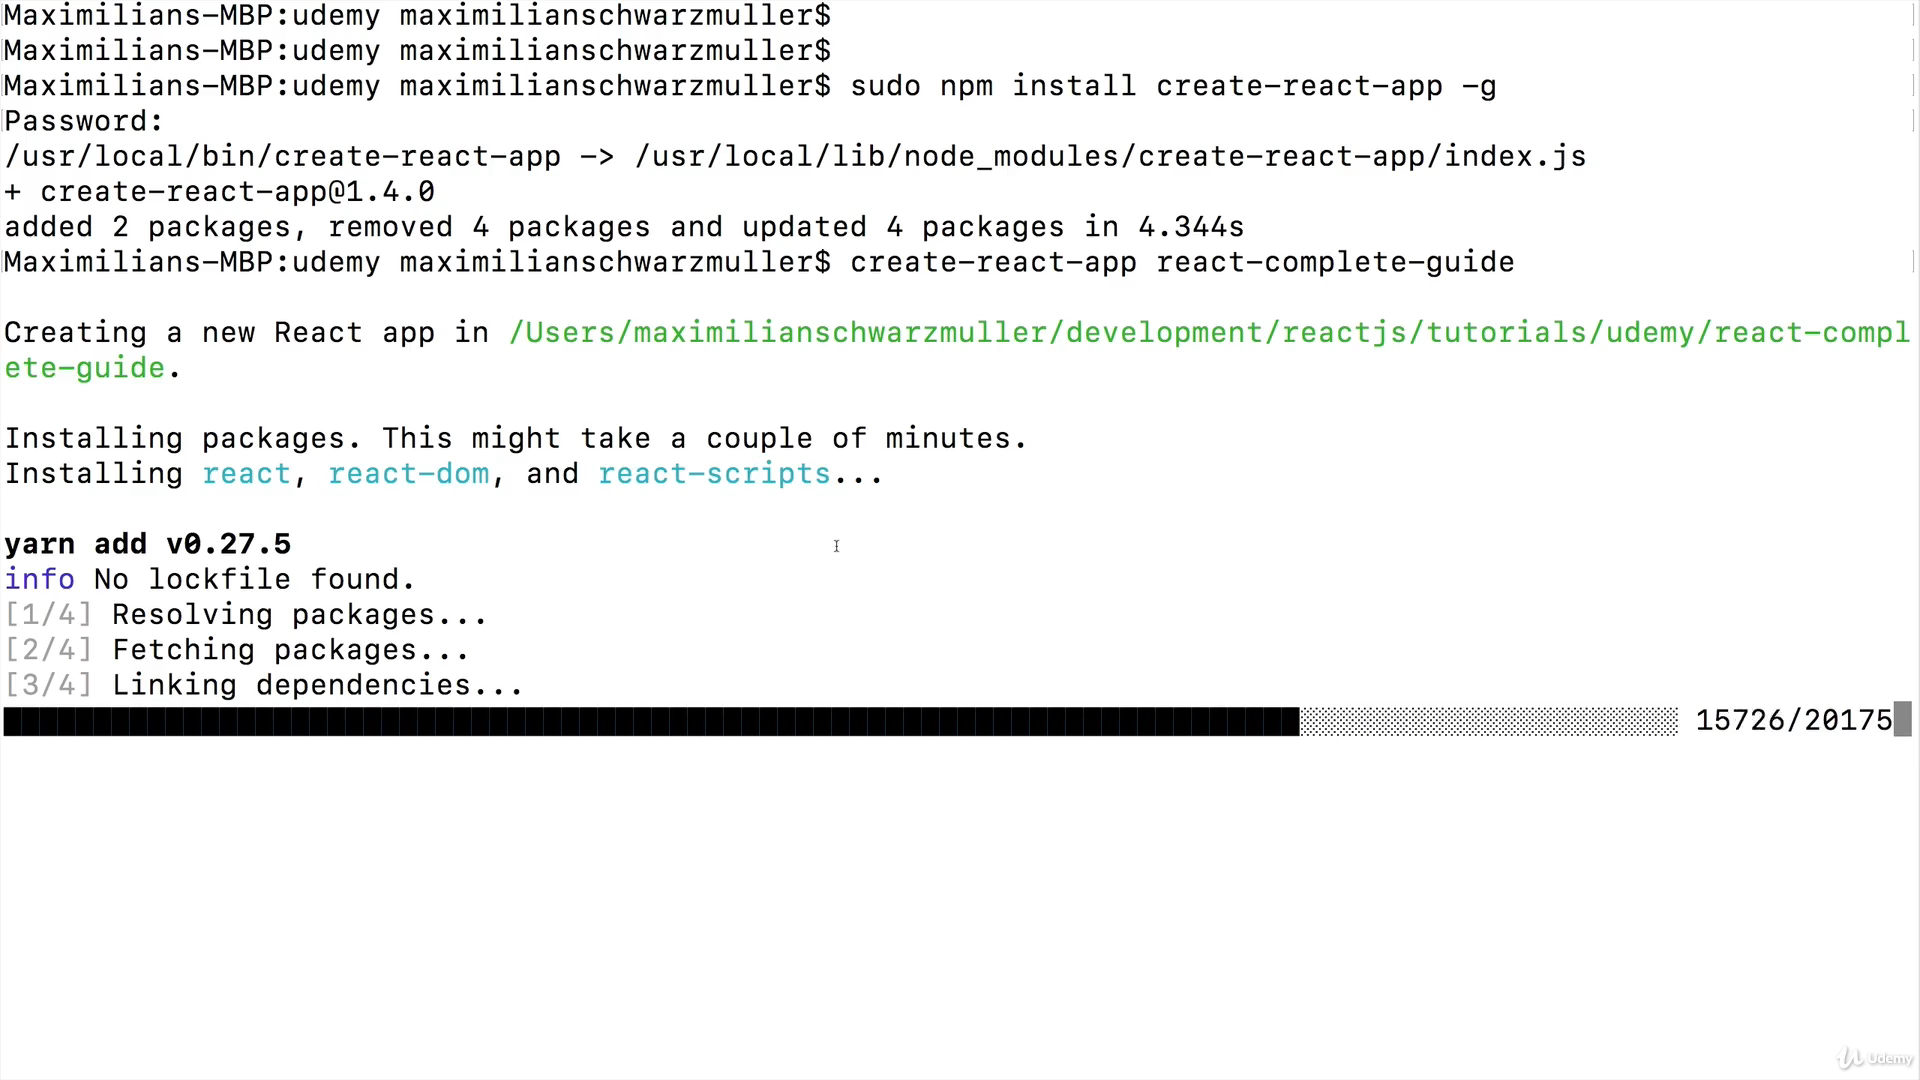 Maximilians-MBP:udemy maximilianschwarzmuller$
Maximilians-MBP:udemy maximilianschwarzmuller$
Maximilians-MBP:udemy maximilianschwarzmuller$ sudo npm install create-react-app -g
Password:
/usr/local/bin/create-react-app -> /usr/local/lib/node_modules/create-react-app/index.js
+ create-react-app@1.4.0
added 2 packages, removed 4 packages and updated 4 packages in 4.344s
Maximilians-MBP:udemy maximilianschwarzmuller$ create-react-app react-complete-guide
Creating a new React app in /Users/maximilianschwarzmuller/development/reactjs/tutorials/udemy/react-compl
ete-guide.
Installing packages. This might take a couple of minutes.
Installing react, react-dom, and react-scripts...
yarn add v0.27.5
info No lockfile found.
[1/4] Resolving packages...
[2/4] Fetching packages...
[3/4] Linking dependencies...
15726/20175
Udemy